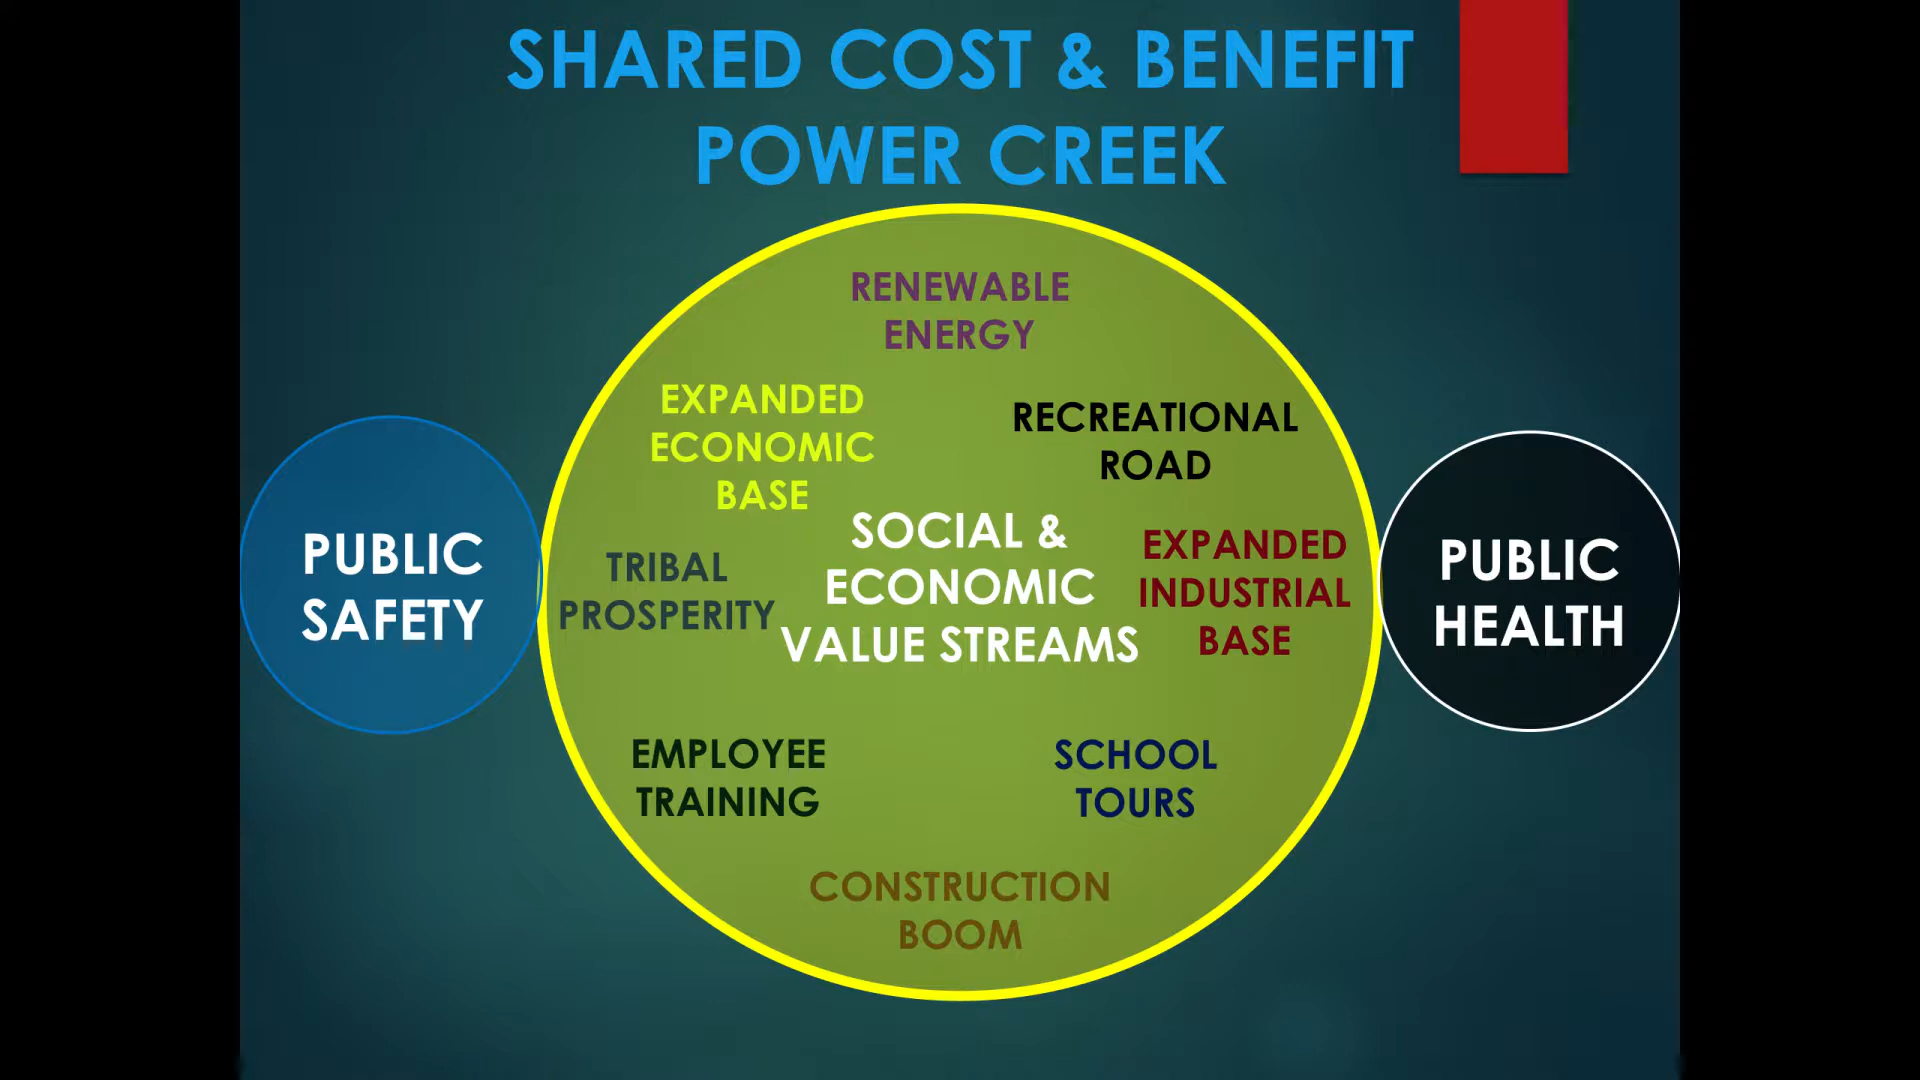 SHARED COST & BENEFIT
POWER CREEK
RENEWABLE
ENERGY
EXPANDED
ECONOMIC
BASE
RECREATIONAL
ROAD
PUBLIC
SAFETY
TRIBAL
PROSPERITY
SOCIAL &
ECONOMIC
VALUE STREAMS
EXPANDED
INDUSTRIAL
BASE
PUBLIC
HEALTH
EMPLOYEE
TRAINING
SCHOOL
TOURS
CONSTRUCTION
BOOM